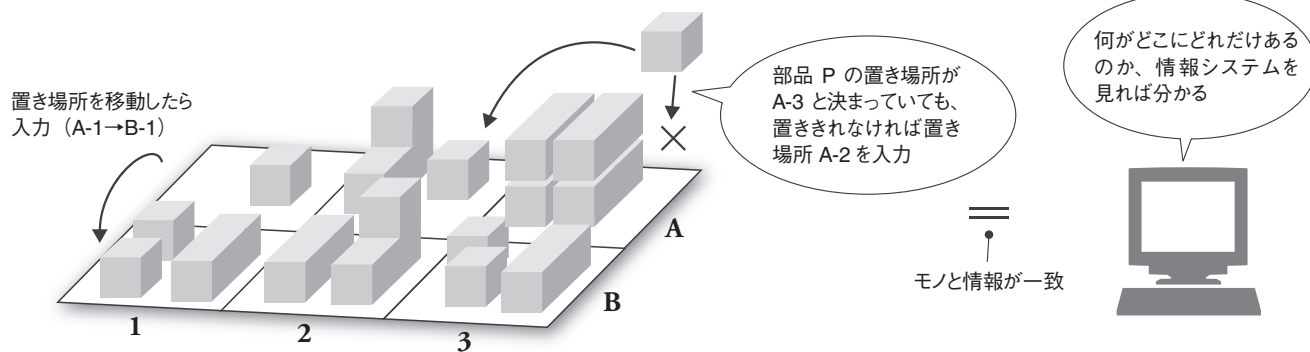 置き場所を移動したら
入力（A-1→B-1）
部品 P の置き場所が
A-3 と決まっていても、
置ききれなければ置き
場所 A-2 を入力
何がどこにどれだけある
のか、情報システムを
見れば分かる
A
B
1
2
3
モノと情報が一致